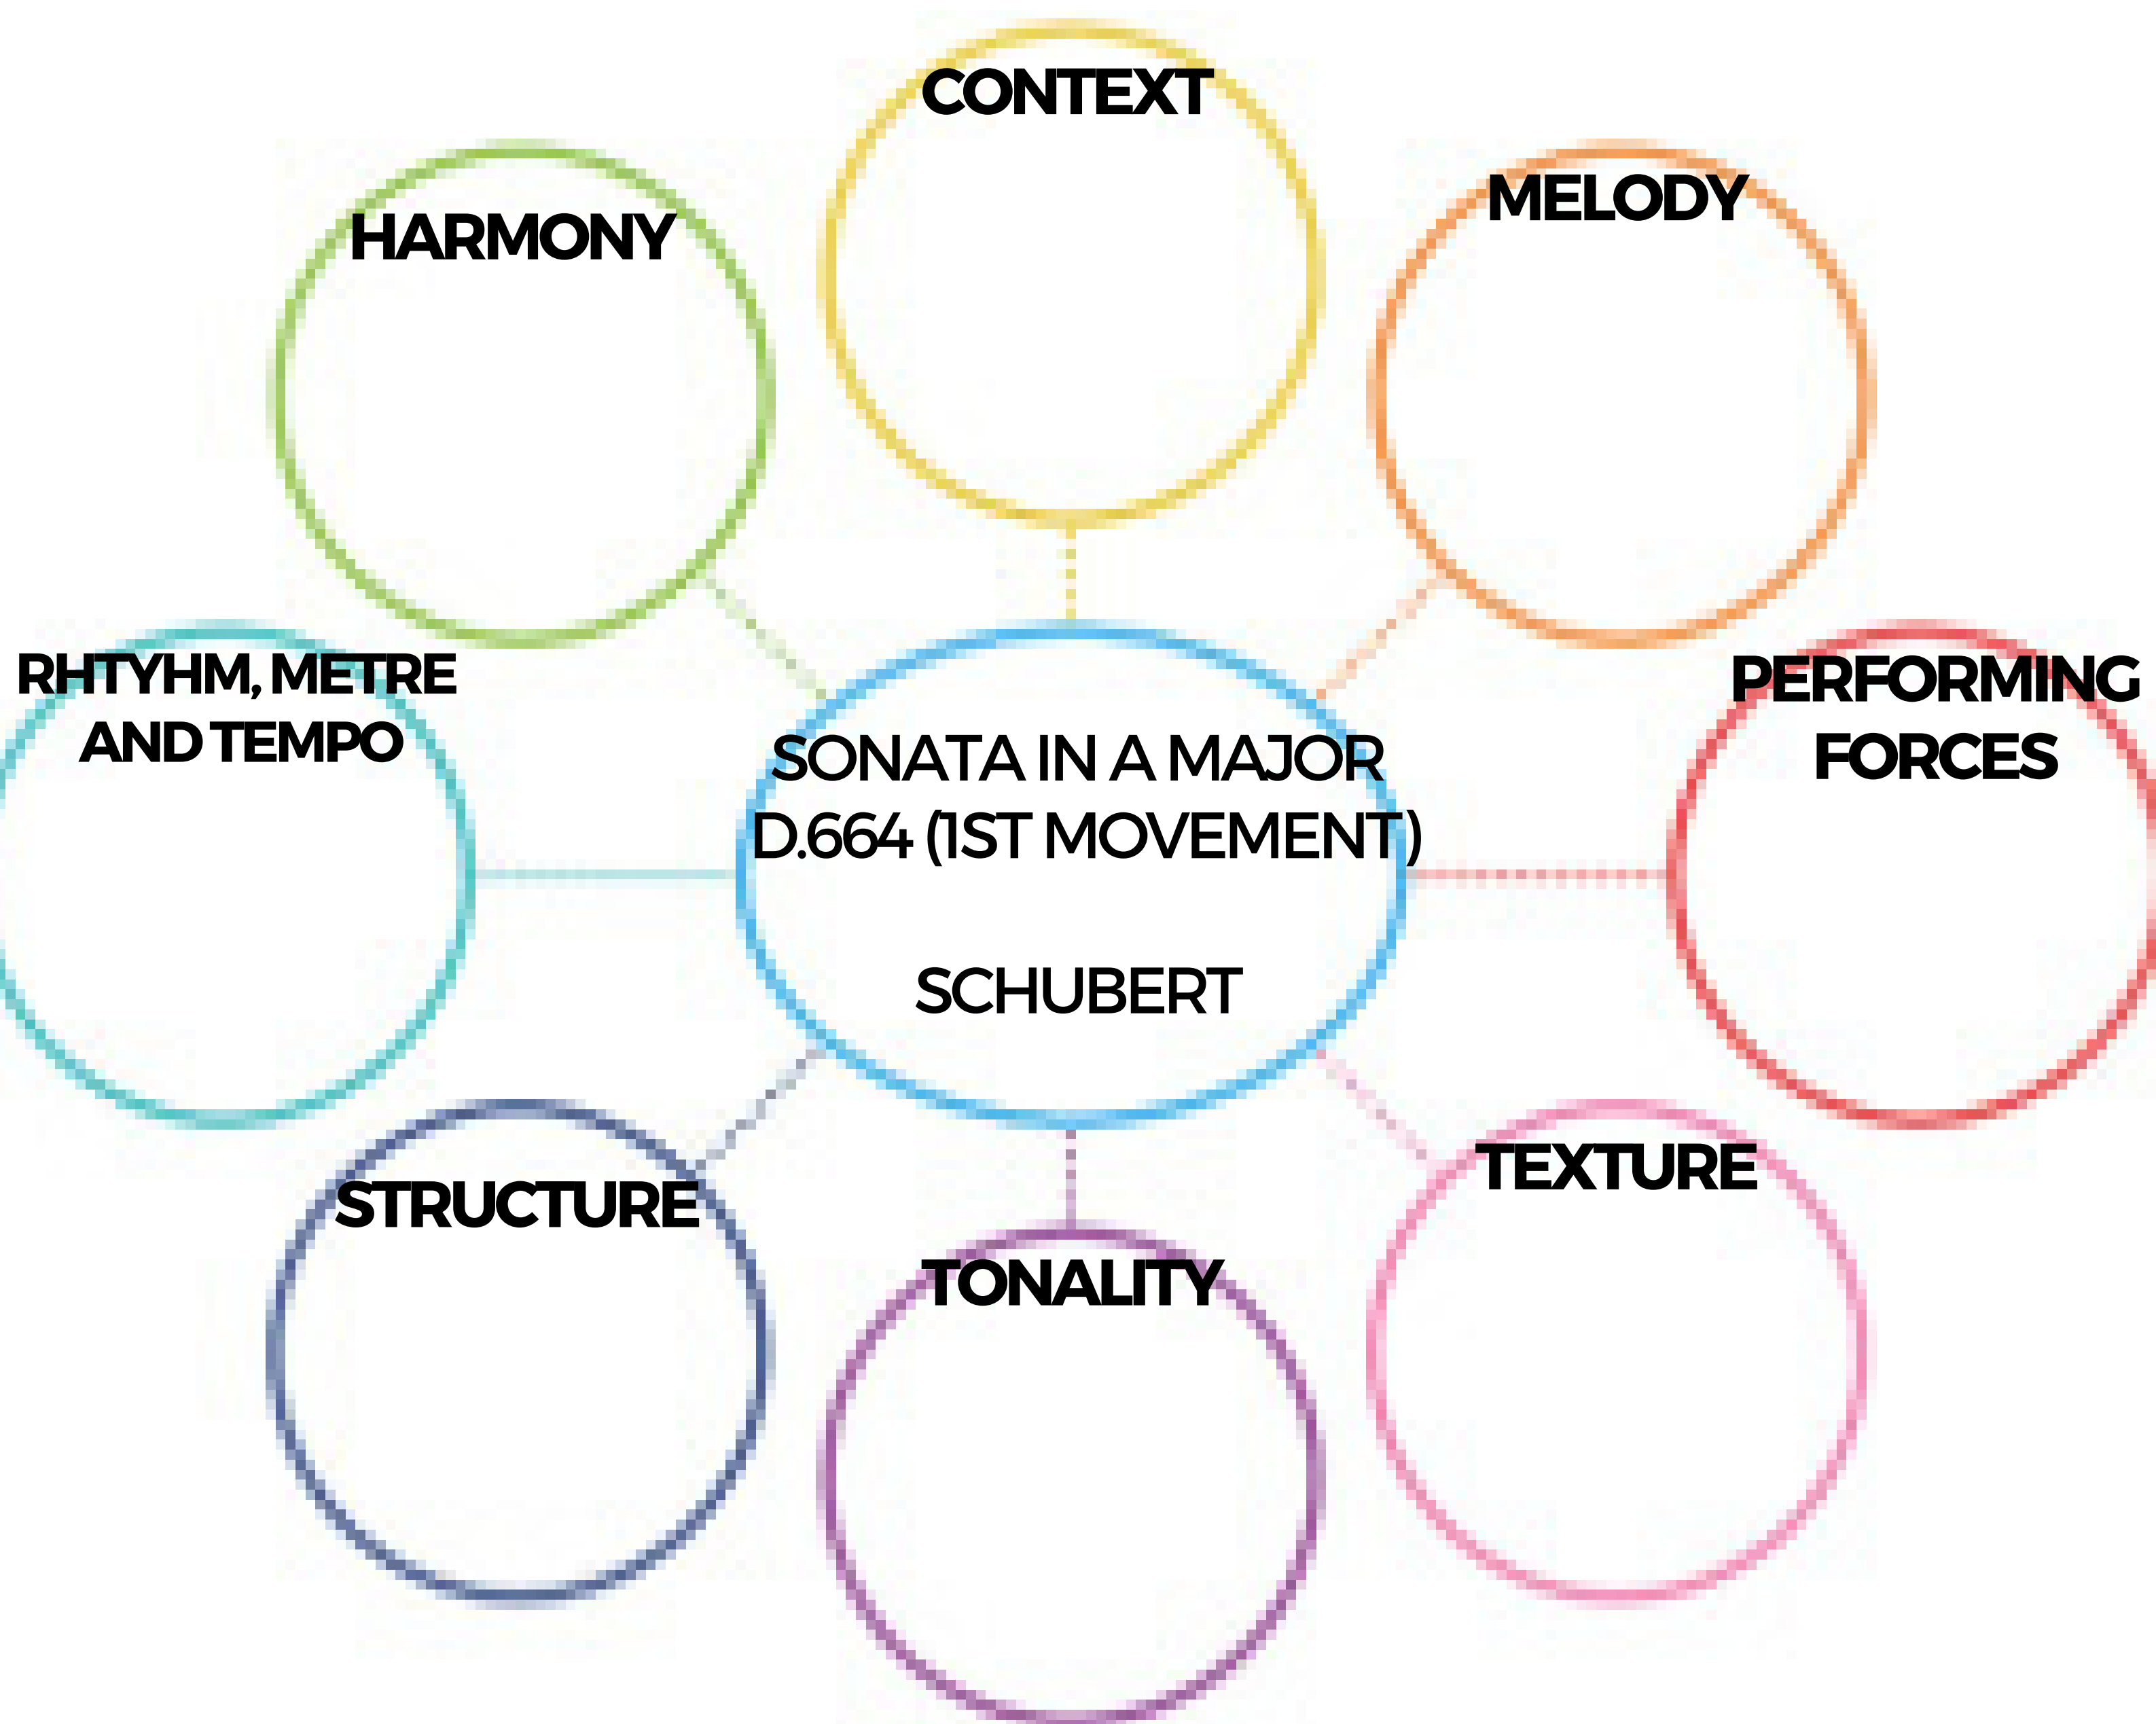 CONTEXT
MELODY
HARMONY
RHTYHM, METRE
AND TEMPO
PERFORMING
FORCES
SONATA IN A MAJOR
D.664 (1ST MOVEMENT)
SCHUBERT
STRUCTURE
TEXTURE
TONALITY